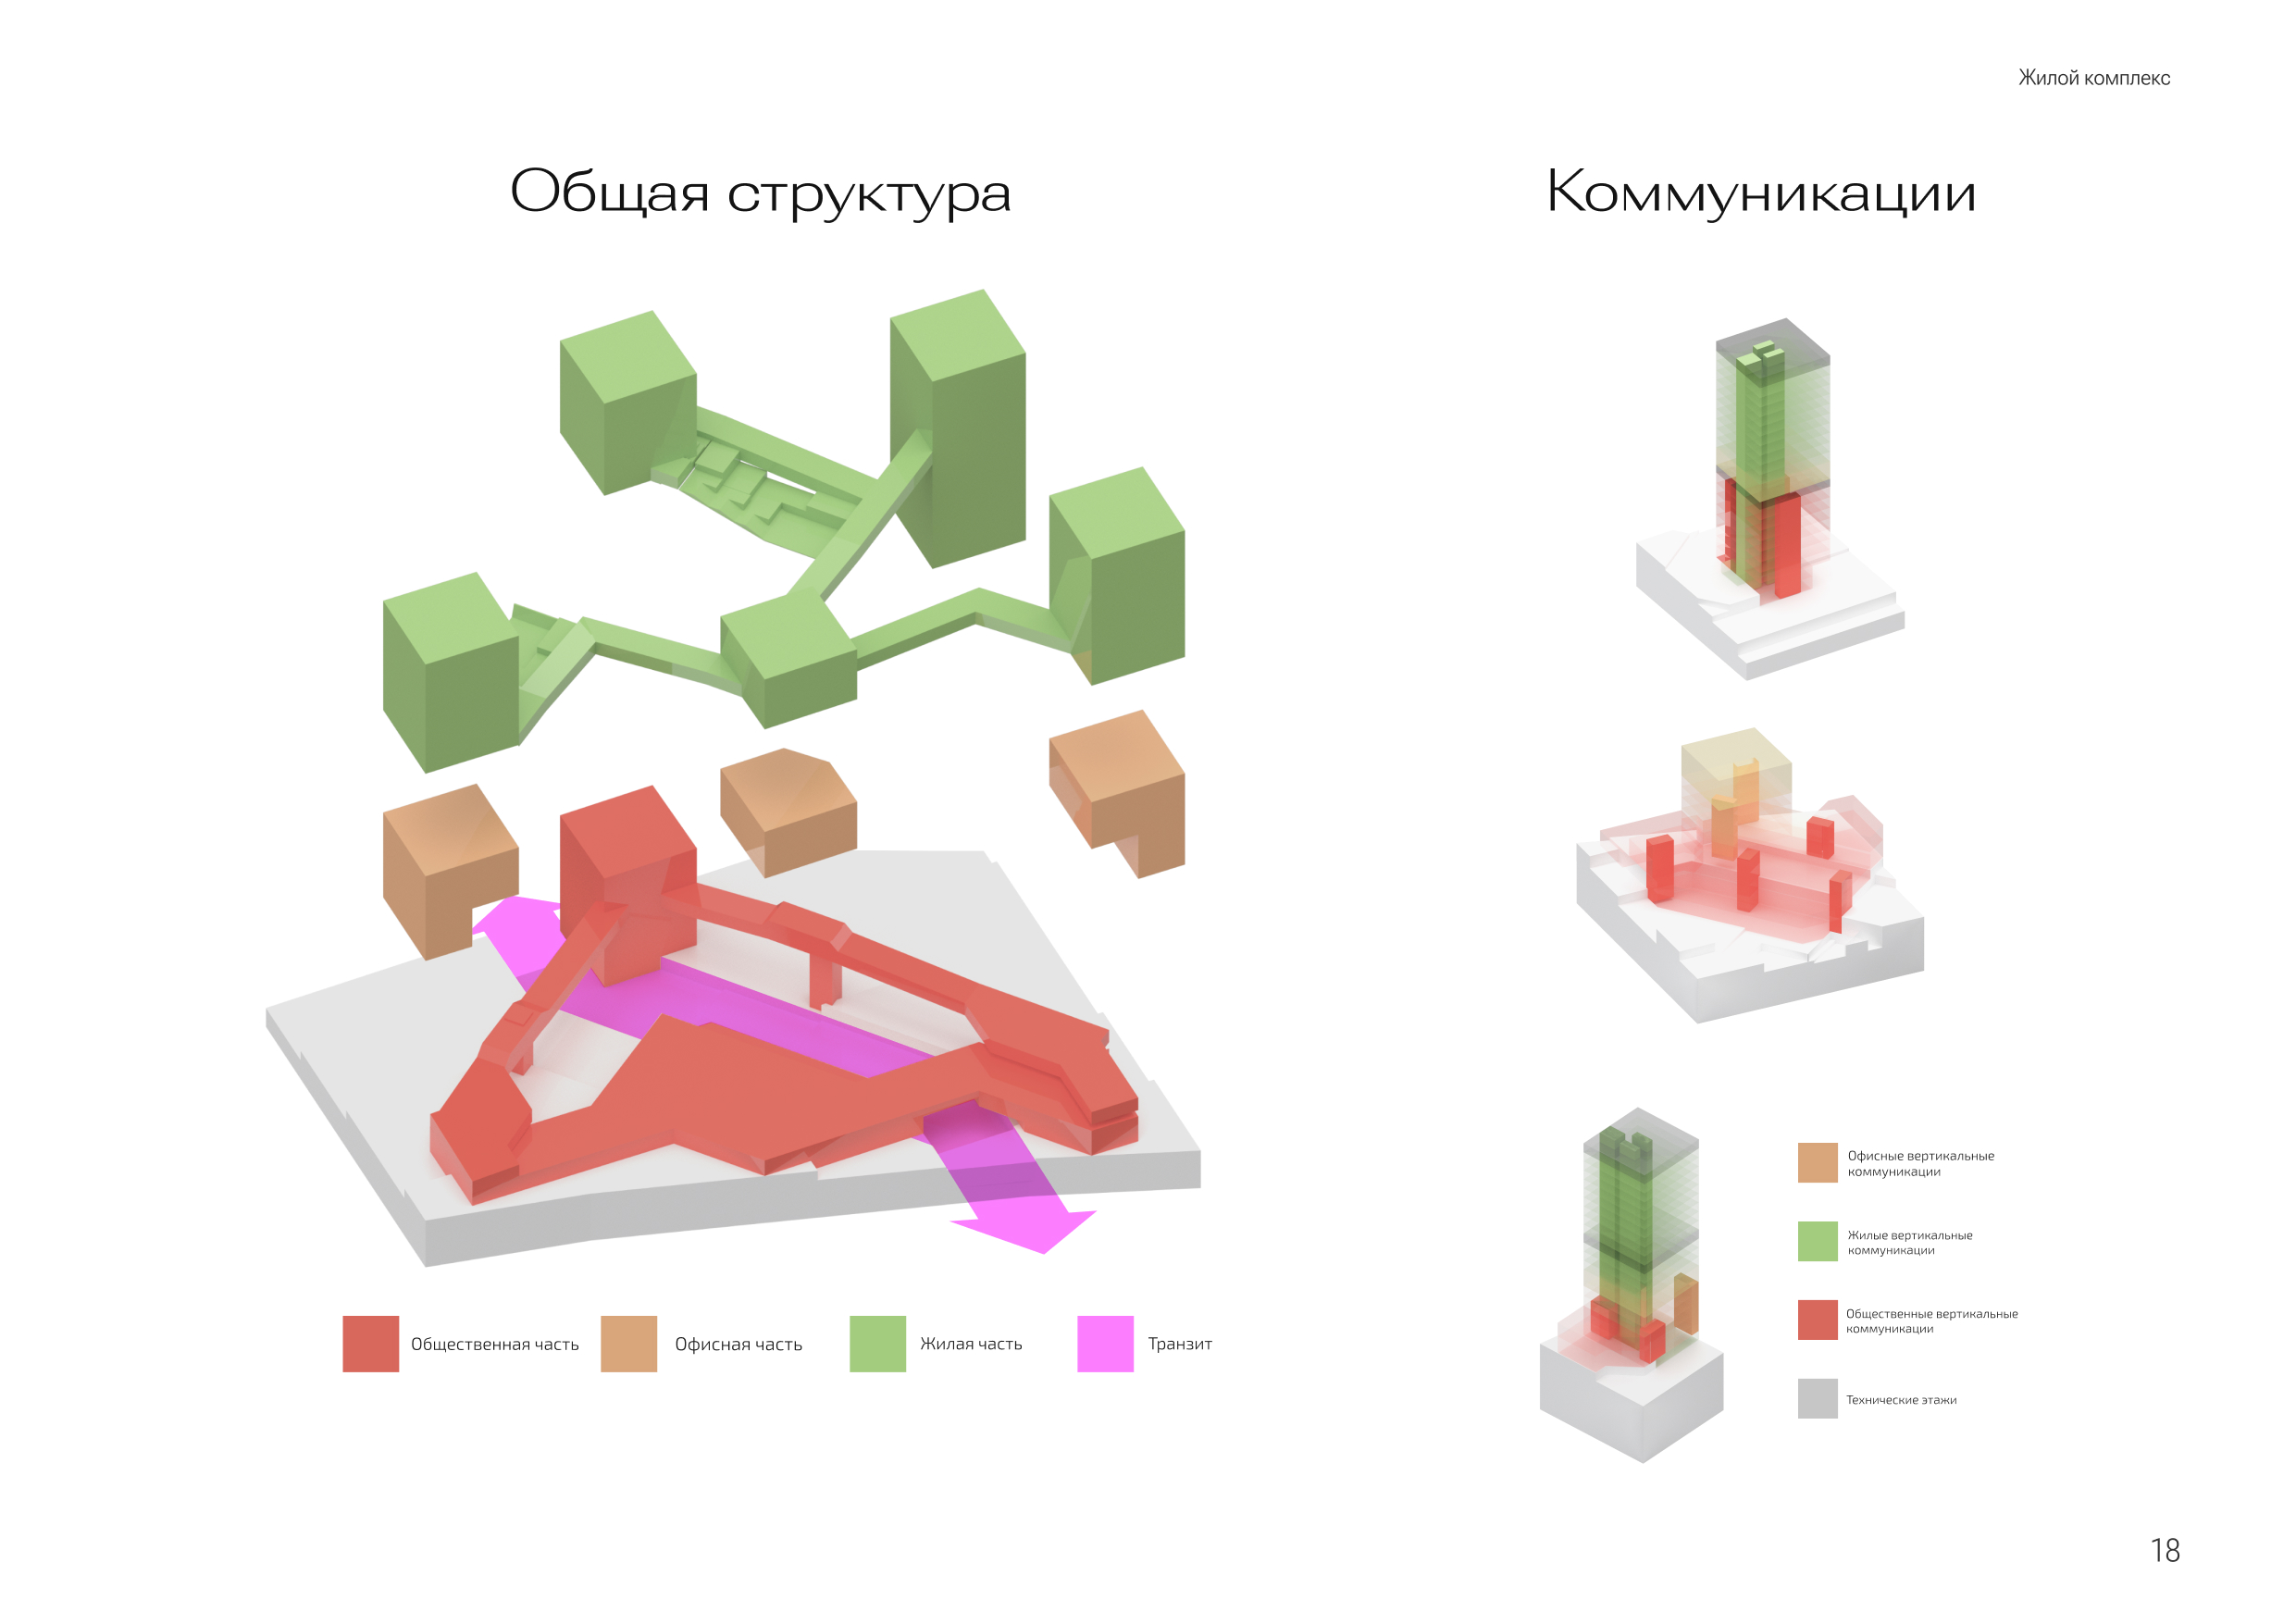 Жилой комплекс
Общая структура
Коммуникации
Общественная часть
Офисная часть
Жилая часть
Транзит
Офисные вертикальные
коммуникации
Жилые вертикальные
коммуникации
Общественные вертикальные
коммуникации
Технические этажи
18